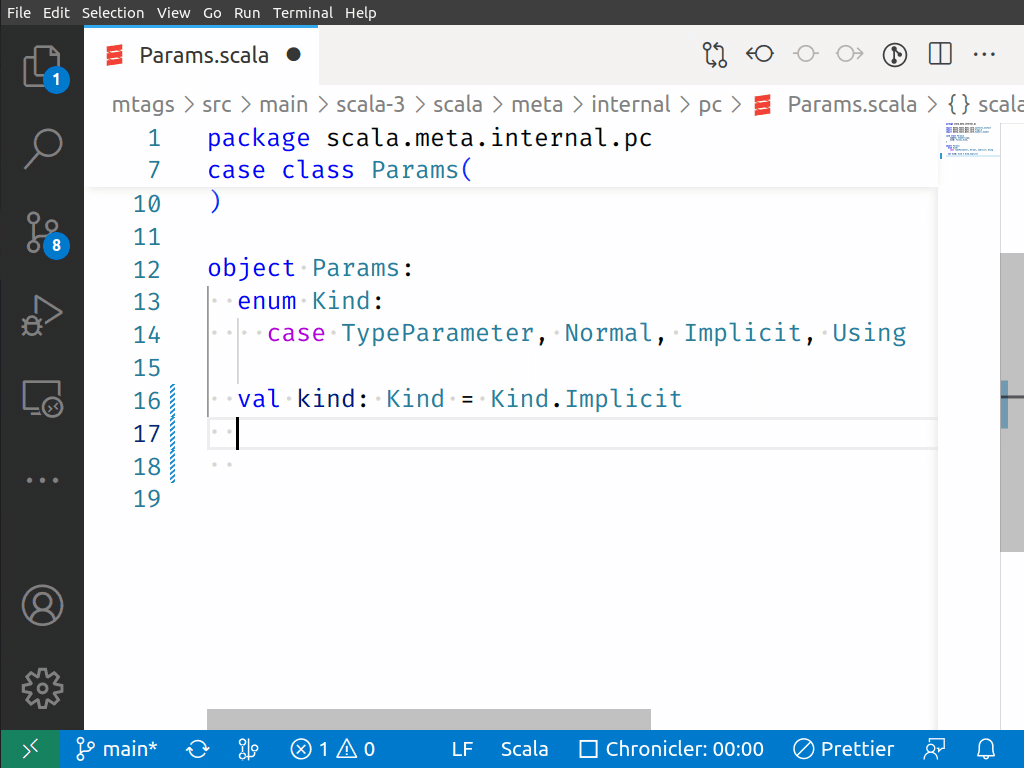 File Edit Selection View Go Run Terminal Help
Params.scala
mtags > src > main > scala-3 > scala > meta > internal > pc > Params.scala > {} scala
1 package scala.meta.internal.pc
7 case class Params(
10 )
11
12 object Params:
13 enum Kind:
14 case TypeParameter, Normal, Implicit, Using
15
16 val kind: Kind = Kind.Implicit
17
18
19
1
8
main* 1 0 LF Scala Chronicler: 00:00 Prettier